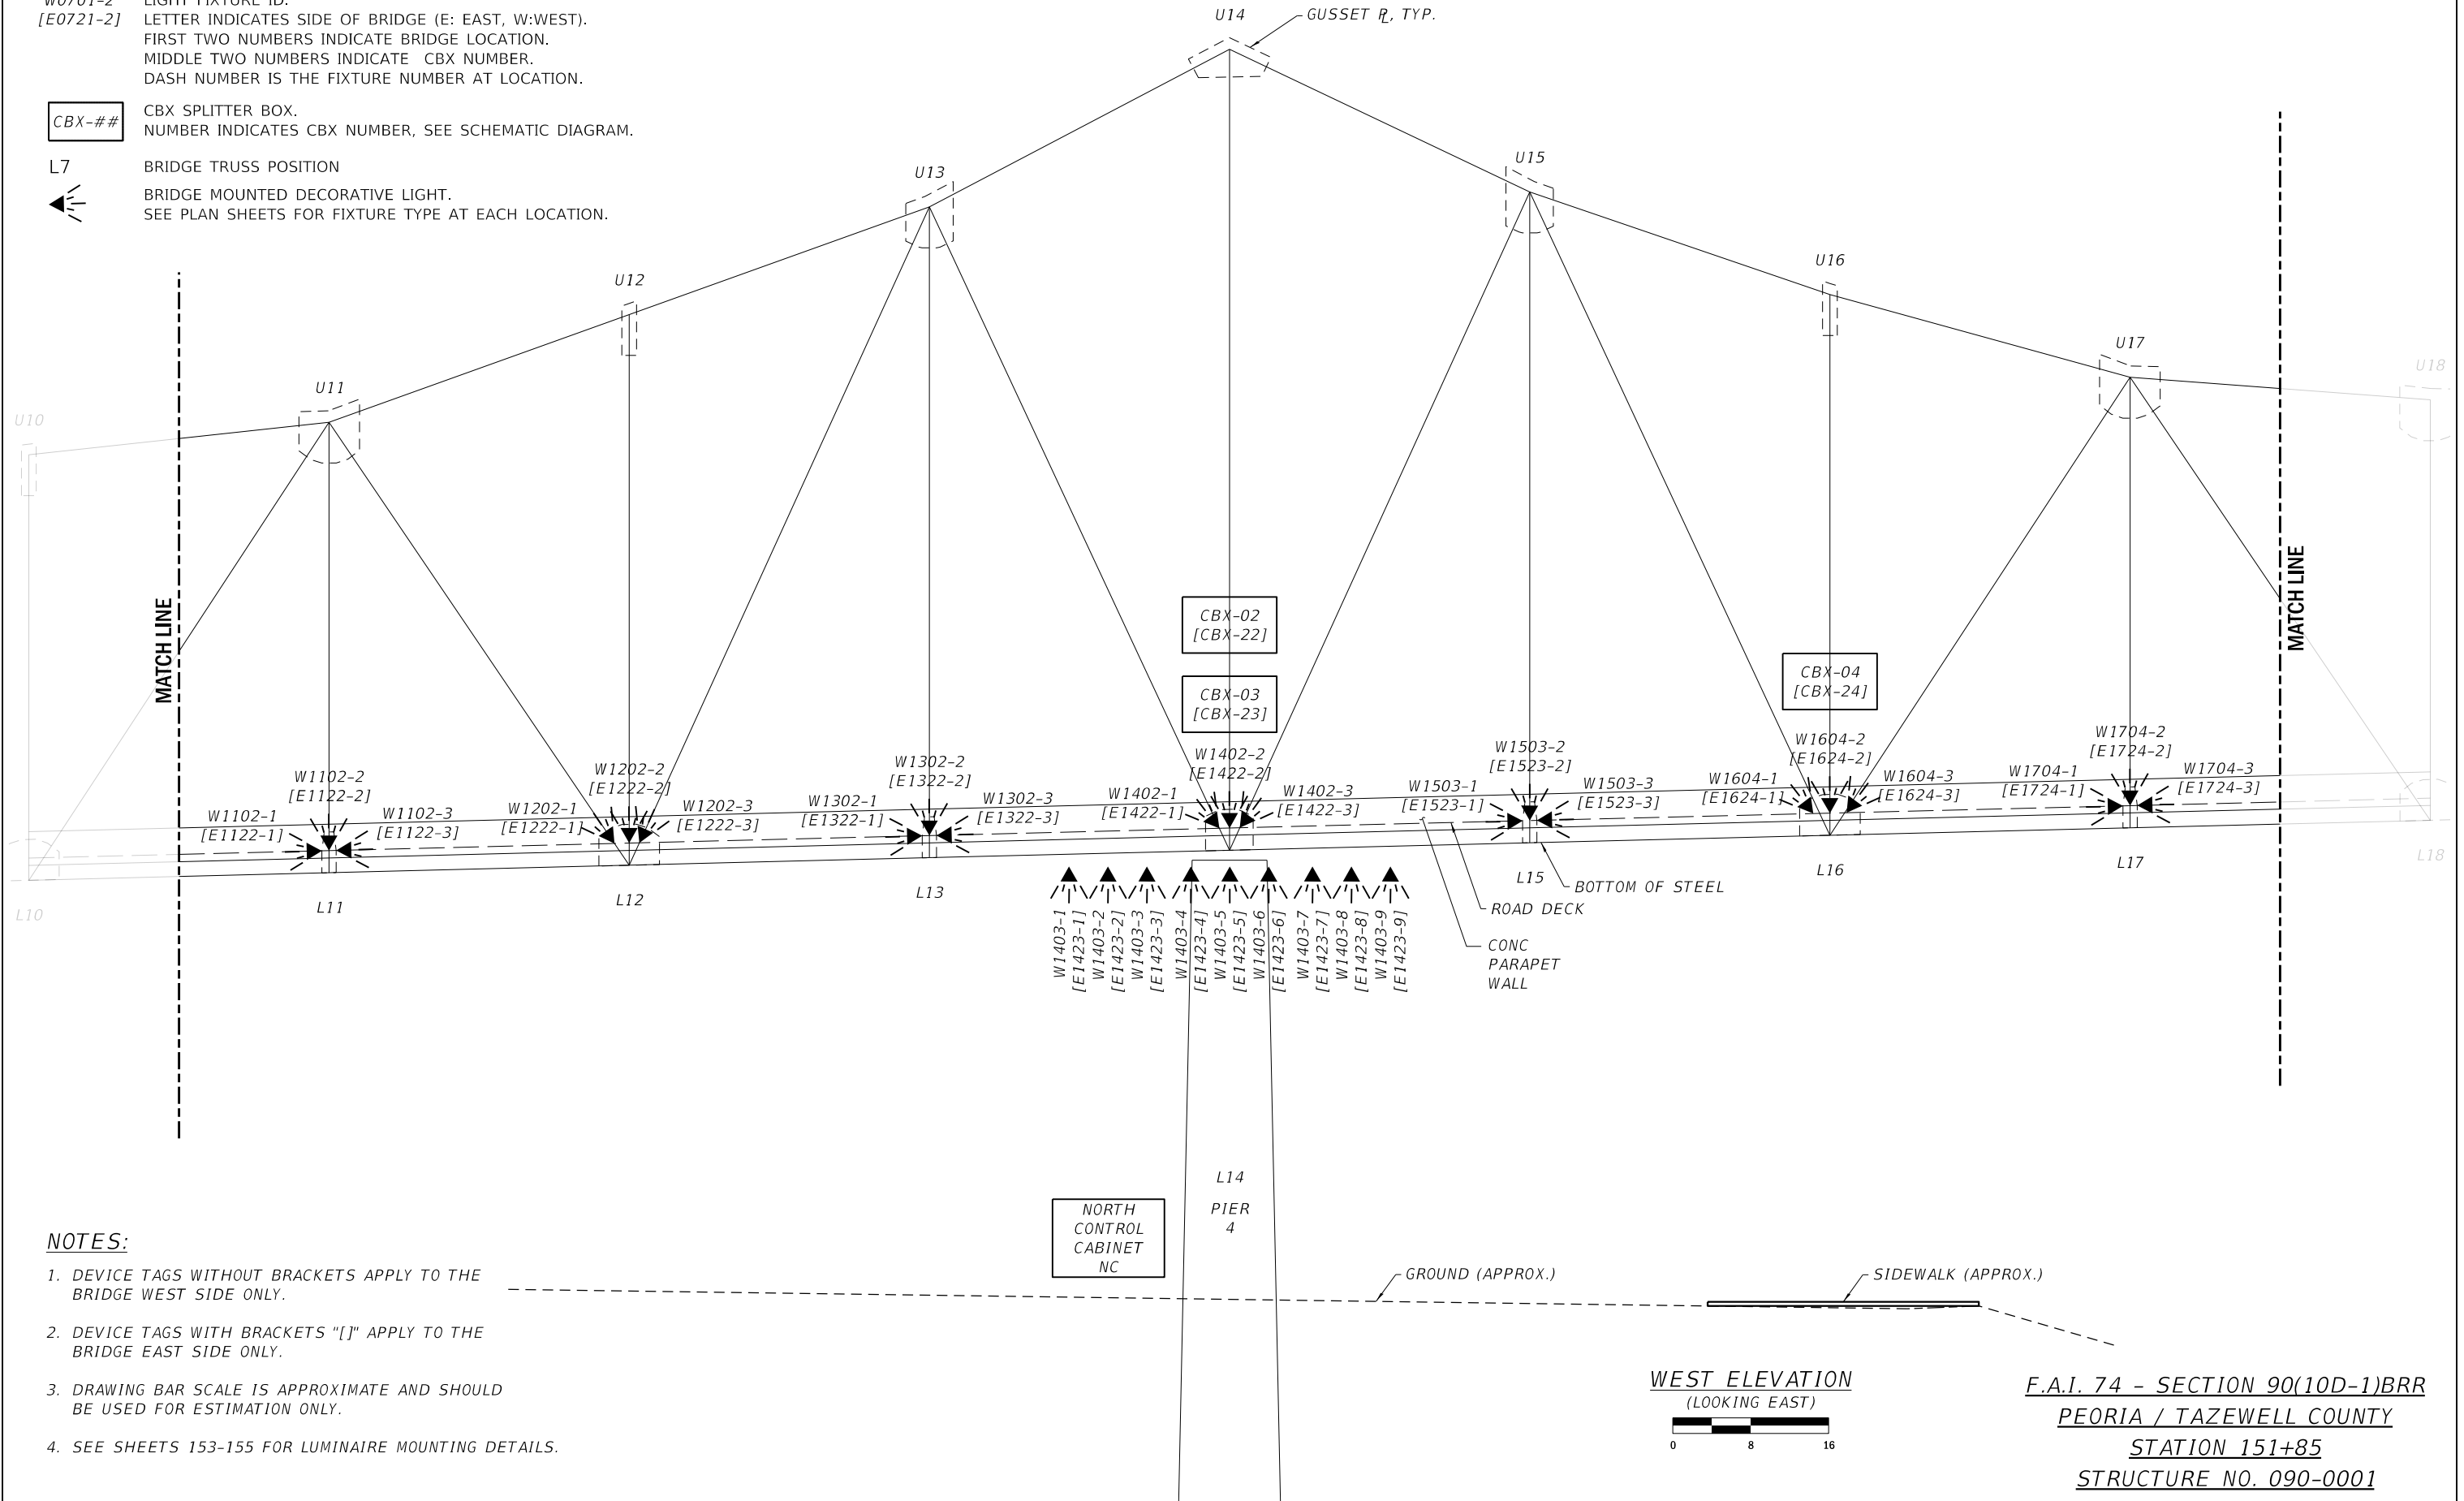 W0701-2 LIGHT FIXTURE ID.
[E0721-2] LETTER INDICATES SIDE OF BRIDGE (E: EAST, W:WEST).
FIRST TWO NUMBERS INDICATE BRIDGE LOCATION.
MIDDLE TWO NUMBERS INDICATE CBX NUMBER.
DASH NUMBER IS THE FIXTURE NUMBER AT LOCATION.
CBX-## CBX SPLITTER BOX.
NUMBER INDICATES CBX NUMBER, SEE SCHEMATIC DIAGRAM.
L7 BRIDGE TRUSS POSITION
BRIDGE MOUNTED DECORATIVE LIGHT.
SEE PLAN SHEETS FOR FIXTURE TYPE AT EACH LOCATION.
U14
GUSSET PL, TYP.
U13
U15
U12
U16
U11
U17
U10
U18
MATCH LINE
MATCH LINE
CBX-02
[CBX-22]
CBX-03
[CBX-23]
CBX-04
[CBX-24]
W1102-1
[E1122-1]
W1102-2
[E1122-2]
W1102-3
[E1122-3]
W1202-1
[E1222-1]
W1202-2
[E1222-2]
W1202-3
[E1222-3]
W1302-1
[E1322-1]
W1302-2
[E1322-2]
W1302-3
[E1322-3]
W1402-1
[E1422-1]
W1402-2
[E1422-2]
W1402-3
[E1422-3]
W1503-1
[E1523-1]
W1503-2
[E1523-2]
W1503-3
[E1523-3]
W1604-1
[E1624-1]
W1604-2
[E1624-2]
W1604-3
[E1624-3]
W1704-1
[E1724-1]
W1704-2
[E1724-2]
W1704-3
[E1724-3]
L10
L11
L12
L13
L15
L16
L17
L18
W1403-1
[E1423-1]
W1403-2
[E1423-2]
W1403-3
[E1423-3]
W1403-4
[E1423-4]
W1403-5
[E1423-5]
W1403-6
[E1423-6]
W1403-7
[E1423-7]
W1403-8
[E1423-8]
W1403-9
[E1423-9]
BOTTOM OF STEEL
ROAD DECK
CONC
PARAPET
WALL
L14
PIER
4
NORTH
CONTROL
CABINET
NC
GROUND (APPROX.)
SIDEWALK (APPROX.)
NOTES:
1. DEVICE TAGS WITHOUT BRACKETS APPLY TO THE
BRIDGE WEST SIDE ONLY.
2. DEVICE TAGS WITH BRACKETS "[]" APPLY TO THE
BRIDGE EAST SIDE ONLY.
3. DRAWING BAR SCALE IS APPROXIMATE AND SHOULD
BE USED FOR ESTIMATION ONLY.
4. SEE SHEETS 153-155 FOR LUMINAIRE MOUNTING DETAILS.
WEST ELEVATION
(LOOKING EAST)
0 8 16
F.A.I. 74 - SECTION 90(10D-1)BRR
PEORIA / TAZEWELL COUNTY
STATION 151+85
STRUCTURE NO. 090-0001